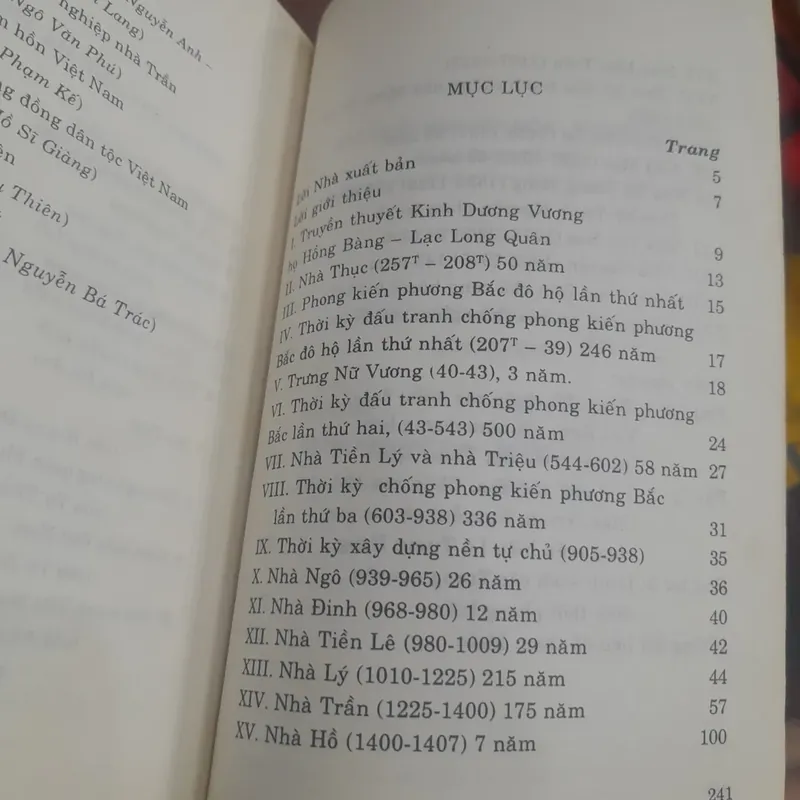 Nguyễn Anh –
Lang)
nghiệp nhà Trần
Ngô Văn Phú)
hồn Việt Nam
Phạm Kế)
đồng dân tộc Việt Nam
Hồ Sĩ Giàng)
Thiên)
Nguyễn Bá Trác)
MỤC LỤC
Trang
Lời Nhà xuất bản 5
Lời giới thiệu 7
I. Truyền thuyết Kinh Dương Vương
họ Hồng Bàng – Lạc Long Quân 9
II. Nhà Thục (257ᵀ – 208ᵀ) 50 năm 13
III. Phong kiến phương Bắc đô hộ lần thứ nhất 15
IV. Thời kỳ đấu tranh chống phong kiến phương
Bắc đô hộ lần thứ nhất (207ᵀ – 39) 246 năm 17
V. Trưng Nữ Vương (40-43), 3 năm. 18
VI. Thời kỳ đấu tranh chống phong kiến phương
Bắc lần thứ hai, (43-543) 500 năm 24
VII. Nhà Tiền Lý và nhà Triệu (544-602) 58 năm 27
VIII. Thời kỳ chống phong kiến phương Bắc
lần thứ ba (603-938) 336 năm 31
IX. Thời kỳ xây dựng nền tự chủ (905-938) 35
X. Nhà Ngô (939-965) 26 năm 36
XI. Nhà Đinh (968-980) 12 năm 40
XII. Nhà Tiền Lê (980-1009) 29 năm 42
XIII. Nhà Lý (1010-1225) 215 năm 44
XIV. Nhà Trần (1225-1400) 175 năm 57
XV. Nhà Hồ (1400-1407) 7 năm 100
241